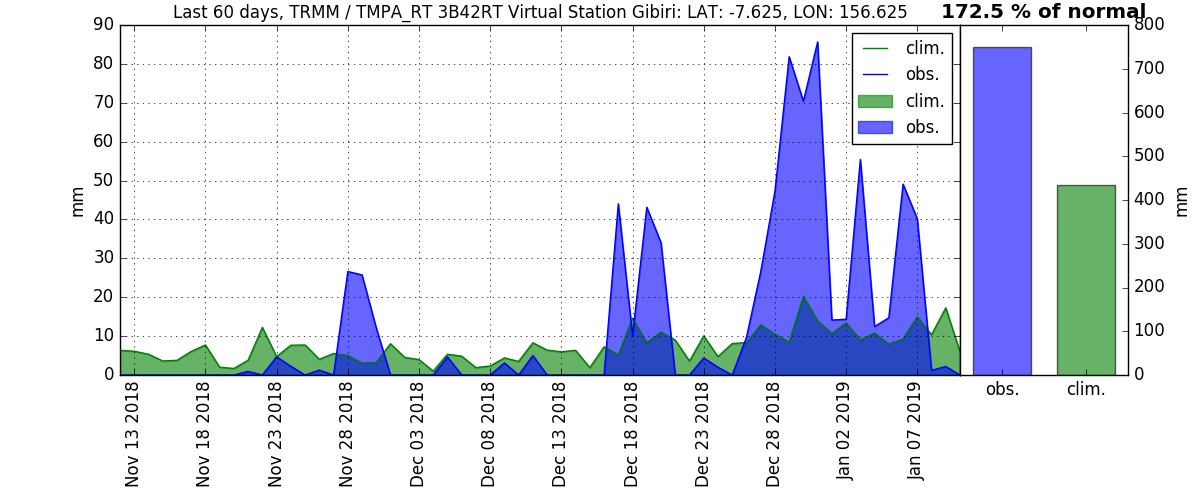 Last 60 days, TRMM / TMPA_RT 3B42RT Virtual Station Gibiri: LAT: -7.625, LON: 156.625
172.5 % of normal
90
80
70
60
50
40
30
20
10
0
mm
clim.
obs.
clim.
obs.
800
700
600
500
400
300
200
100
0
mm
obs.
clim.
Nov 13 2018
Nov 18 2018
Nov 23 2018
Nov 28 2018
Dec 03 2018
Dec 08 2018
Dec 13 2018
Dec 18 2018
Dec 23 2018
Dec 28 2018
Jan 02 2019
Jan 07 2019